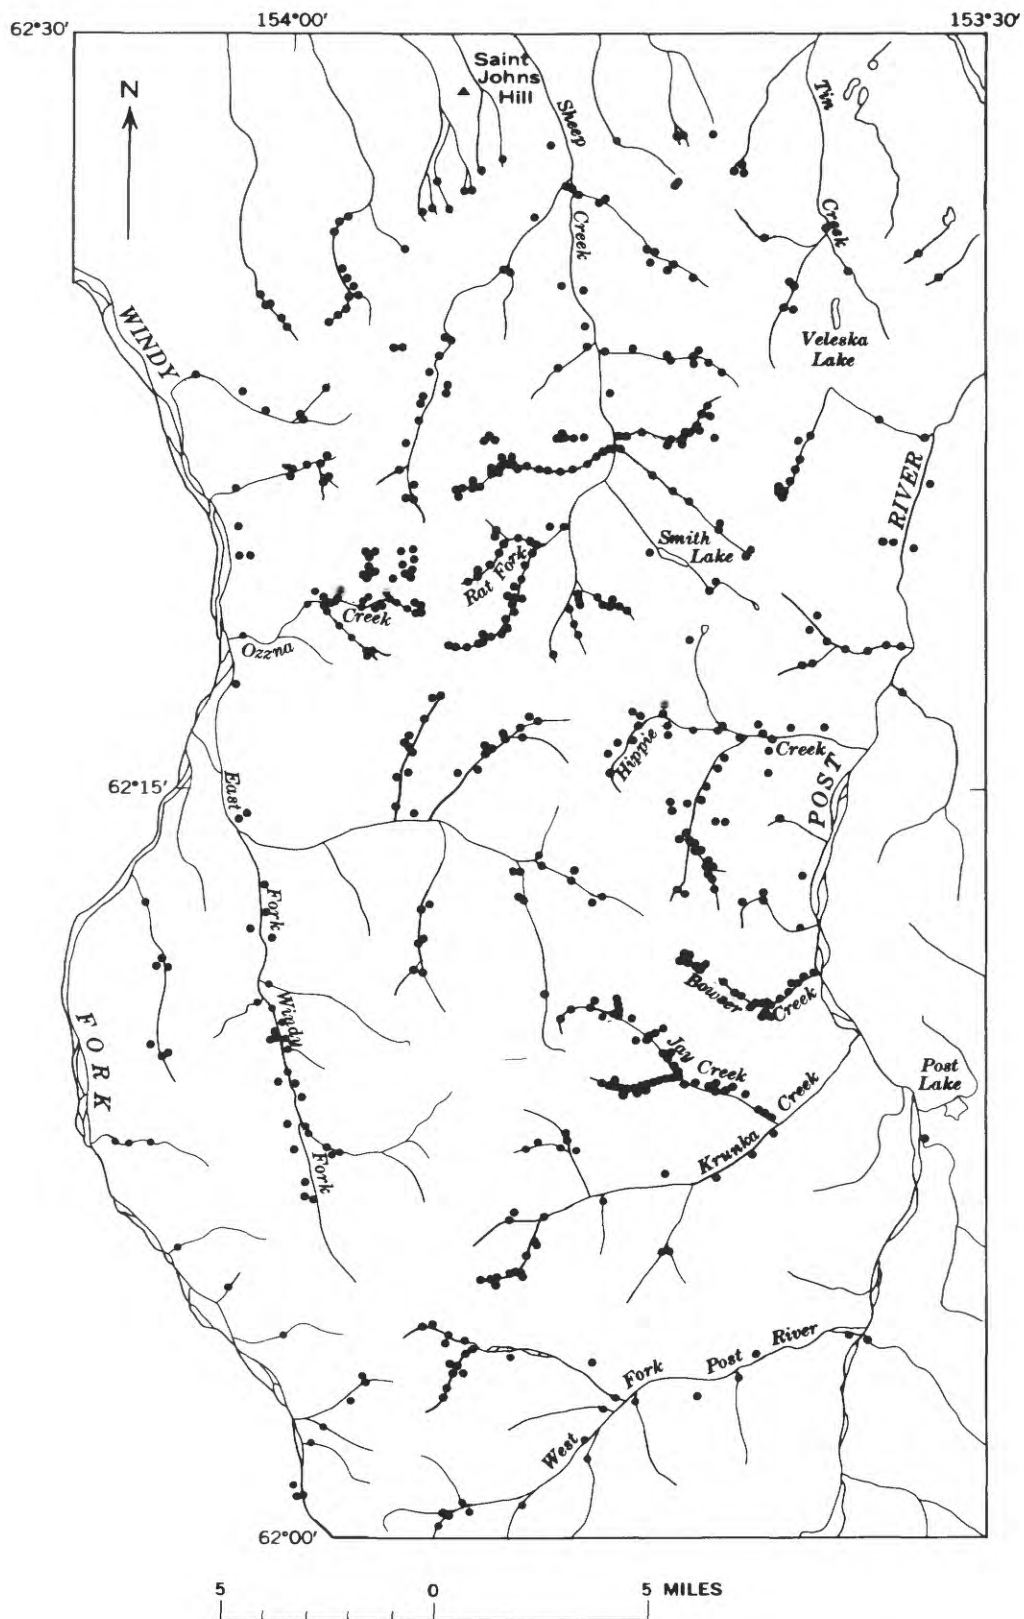 154°00′
153°30′
62°30′
Saint
Johns
Hill
N
Sheep
Tin
Creek
Creek
WINDY
Veleska
Lake
RIVER
Smith
Lake
Rat Fork
Creek
Ozzna
Hippie
Creek
62°15′
East
POST
Fork
Bowser
Creek
Windy
FORK
Jay
Creek
Post
Lake
Creek
Krunka
Fork
River
Post
Fork
West
62°00′
5 0 5 MILES